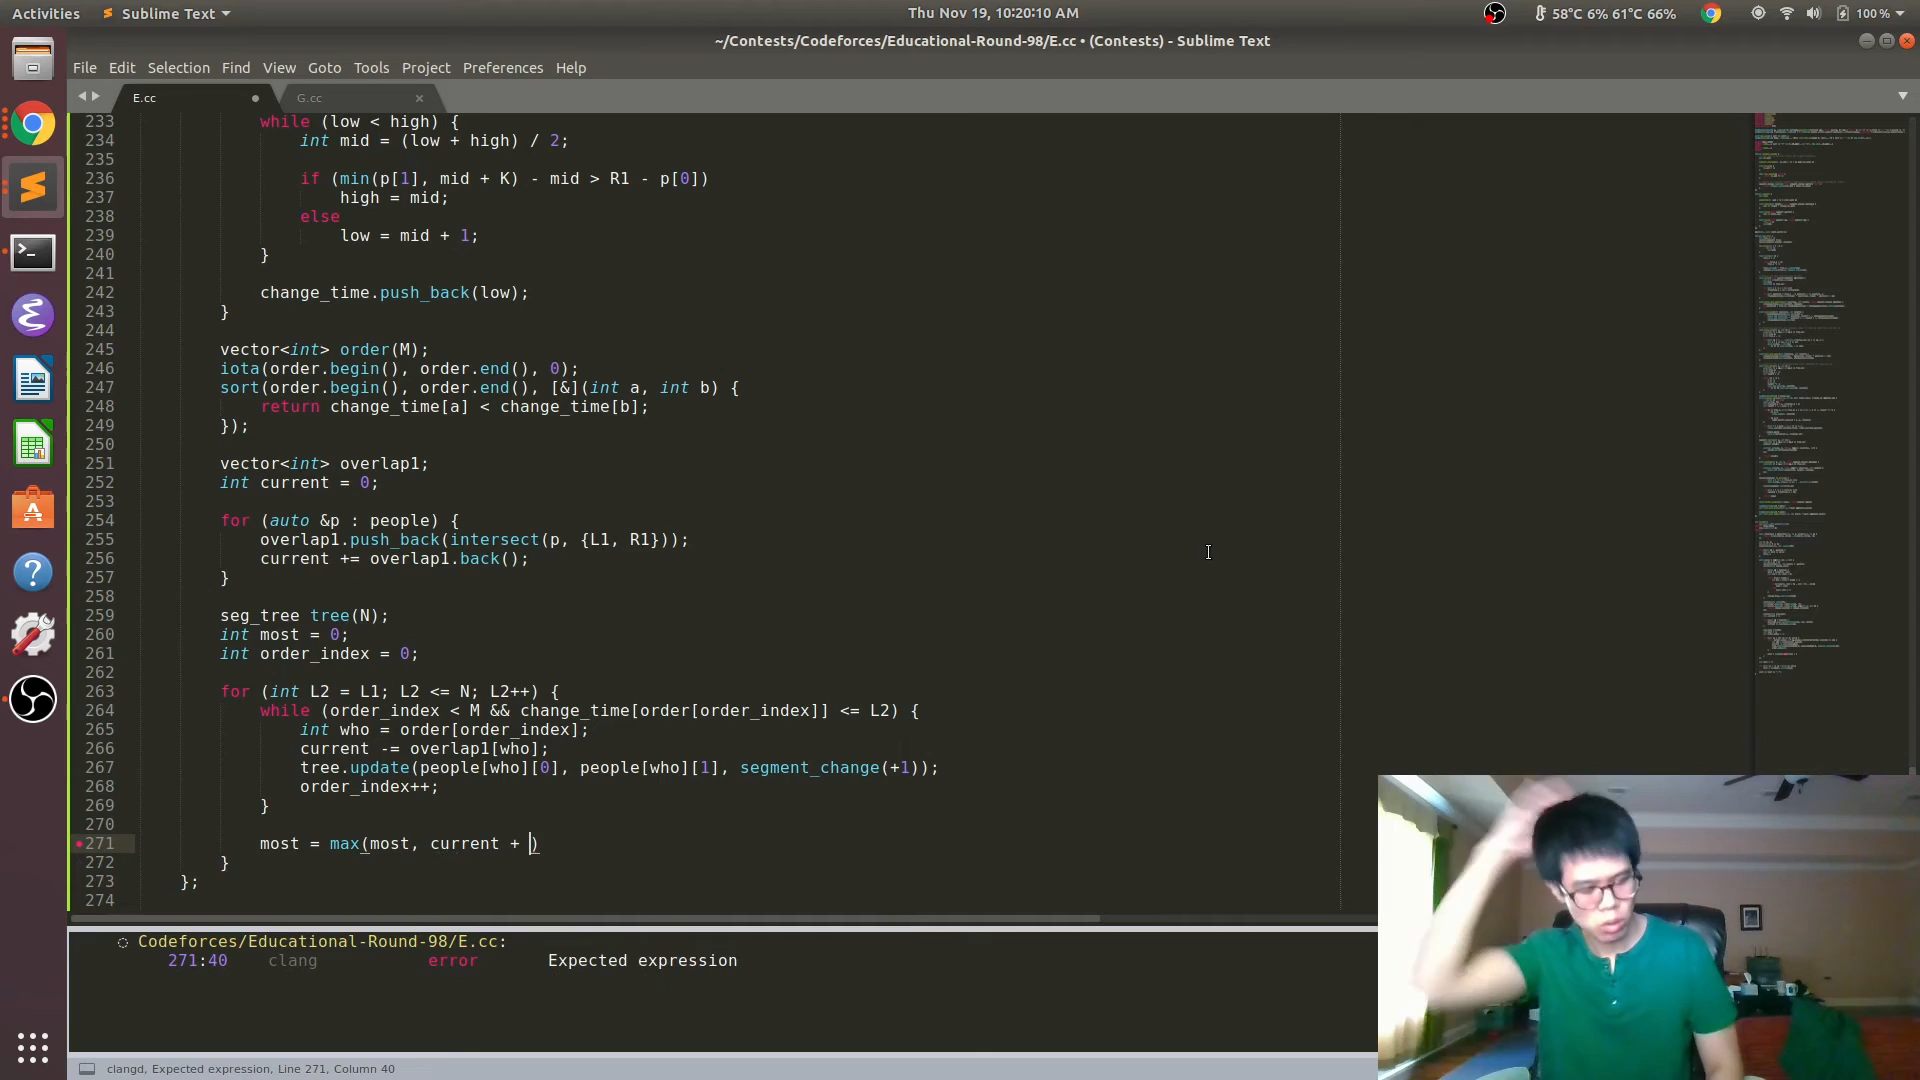 Activities
Sublime Text
Thu Nov 19, 10:20:10 AM
58°C 6% 61°C 66%
100 %
~/Contests/Codeforces/Educational-Round-98/E.cc • (Contests) - Sublime Text
File Edit Selection Find View Goto Tools Project Preferences Help
E.cc
G.cc
233 while (low < high) {
234 int mid = (low + high) / 2;
235
236 if (min(p[1], mid + K) - mid > R1 - p[0])
237 high = mid;
238 else
239 low = mid + 1;
240 }
241
242 change_time.push_back(low);
243 }
244
245 vector<int> order(M);
246 iota(order.begin(), order.end(), 0);
247 sort(order.begin(), order.end(), [&](int a, int b) {
248 return change_time[a] < change_time[b];
249 });
250
251 vector<int> overlap1;
252 int current = 0;
253
254 for (auto &p : people) {
255 overlap1.push_back(intersect(p, {L1, R1}));
256 current += overlap1.back();
257 }
258
259 seg_tree tree(N);
260 int most = 0;
261 int order_index = 0;
262
263 for (int L2 = L1; L2 <= N; L2++) {
264 while (order_index < M && change_time[order[order_index]] <= L2) {
265 int who = order[order_index];
266 current -= overlap1[who];
267 tree.update(people[who][0], people[who][1], segment_change(+1));
268 order_index++;
269 }
270
271 most = max(most, current + )
272 }
273 };
274
Codeforces/Educational-Round-98/E.cc:
271:40 clang error Expected expression
clangd, Expected expression, Line 271, Column 40